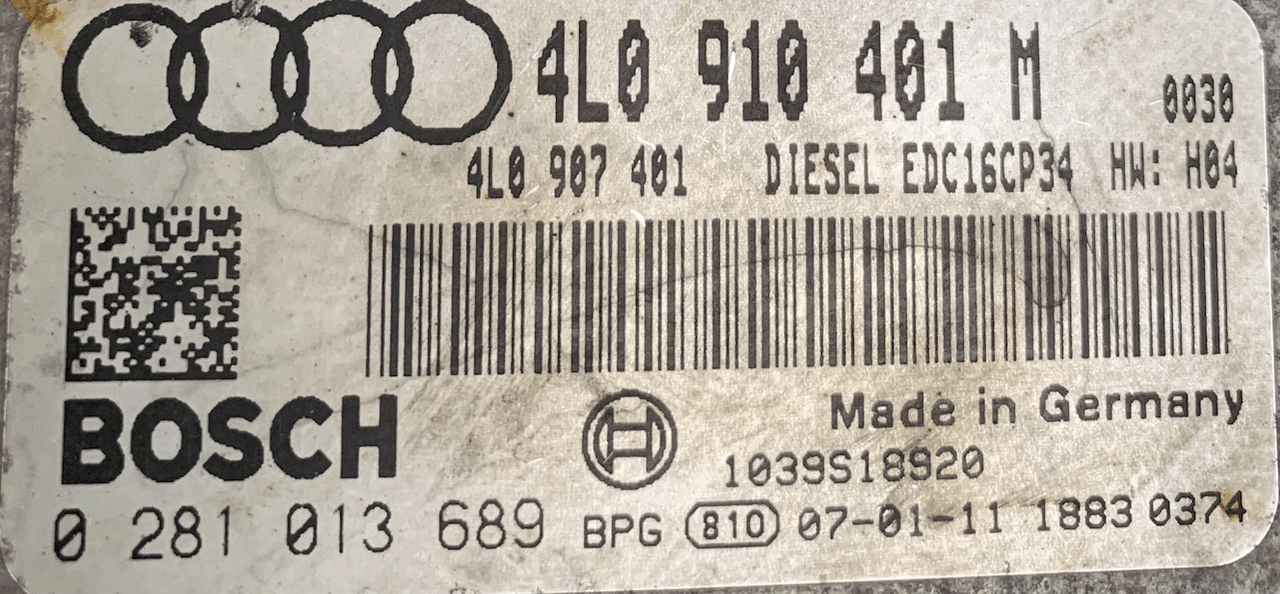 4L0 910 401 M 0030
4L0 907 401 DIESEL EDC16CP34 HW: H04
BOSCH
Made in Germany
1039S18920
0 281 013 689 BPG 810 07-01-11 1883 0374